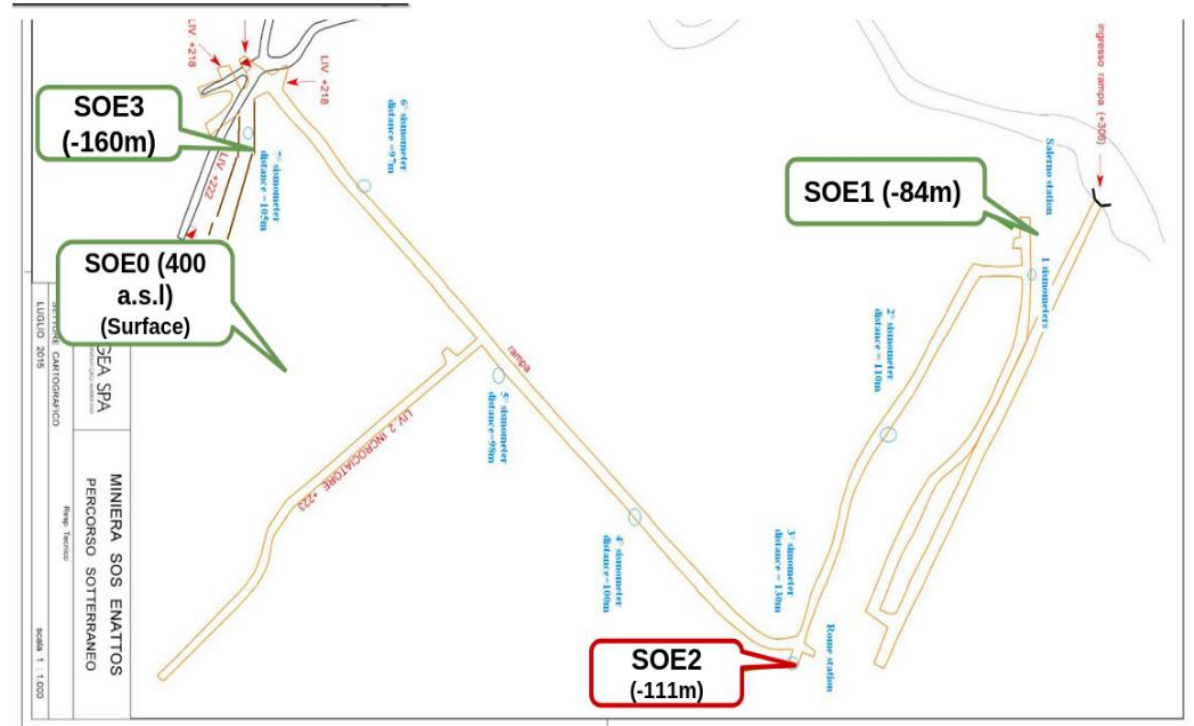 LIV. +218
LIV. +218
SOE3
(-160m)
LIV. +222
7° sismometer
distance =105m
6° sismometer
distance =97m
ingresso rampa (+306)
Salerno station
SOE1 (-84m)
1 sismometers
SOE0 (400
a.s.l)
(Surface)
2° sismometer
distance = 110m
rampa
5° sismometer
distance=98m
LIV 2 INCROCIATORE +223
4° sismometer
distance=100m
3° simometer
distance = 130m
Rome station
SOE2
(-111m)
GEA SPA
CARTOGRAFICO
LUGLIO 2015
MINIERA SOS ENATTOS
PERCORSO SOTTERRANEO
Resp. Tecnico
scala 1 : 1.000